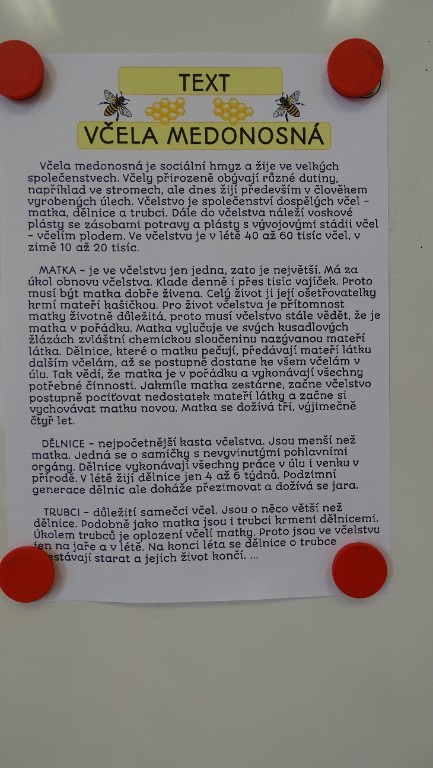 TEXT
VČELA MEDONOSNÁ
Včela medonosná je sociální hmyz a žije ve velkých
společenstvech. Včely přirozeně obývají různé dutiny,
například ve stromech, ale dnes žijí především v člověkem
vyrobených úlech. Včelstvo je společenství dospělých včel –
matka, dělnice a trubci. Dále do včelstva náleží voskové
plásty se zásobami potravy a plásty s vývojovými stádii včel
– včelím plodem. Ve včelstvu je v létě 40 až 60 tisíc včel, v
zimě 10 až 20 tisíc.
MATKA – je ve včelstvu jen jedna, zato je největší. Má za
úkol obnovu včelstva. Klade denně i přes tisíc vajíček. Proto
musí být matka dobře živena. Celý život ji její ošetřovatelky
krmí mateří kašičkou. Pro život včelstva je přítomnost
matky životně důležitá, proto musí včelstvo stále vědět, že je
matka v pořádku. Matka vylučuje ve svých kusadlových
žlázách zvláštní chemickou sloučeninu nazývanou mateří
látka. Dělnice, které o matku pečují, předávají mateří látku
dalším včelám, až se postupně dostane ke všem včelám v
úlu. Tak vědí, že matka je v pořádku a vykonávají všechny
potřebné činnosti. Jakmile matka zestárne, začne včelstvo
postupně pociťovat nedostatek mateří látky a začne si
vychovávat matku novou. Matka se dožívá tří, výjimečně
čtyř let.
DĚLNICE – nejpočetnější kasta včelstva. Jsou menší než
matka. Jedná se o samičky s nevyvinutými pohlavními
orgány. Dělnice vykonávají všechny práce v úlu i venku v
přírodě. V létě žijí dělnice jen 4 až 6 týdnů. Podzimní
generace dělnic ale dokáže přezimovat a dožívá se jara.
TRUBCI – důležití samečci včel. Jsou o něco větší než
dělnice. Podobně jako matka jsou i trubci krmeni dělnicemi.
Úkolem trubců je oplození včelí matky. Proto jsou ve včelstvu
jen na jaře a v létě. Na konci léta se dělnice o trubce
estávají starat a jejich život končí. ...